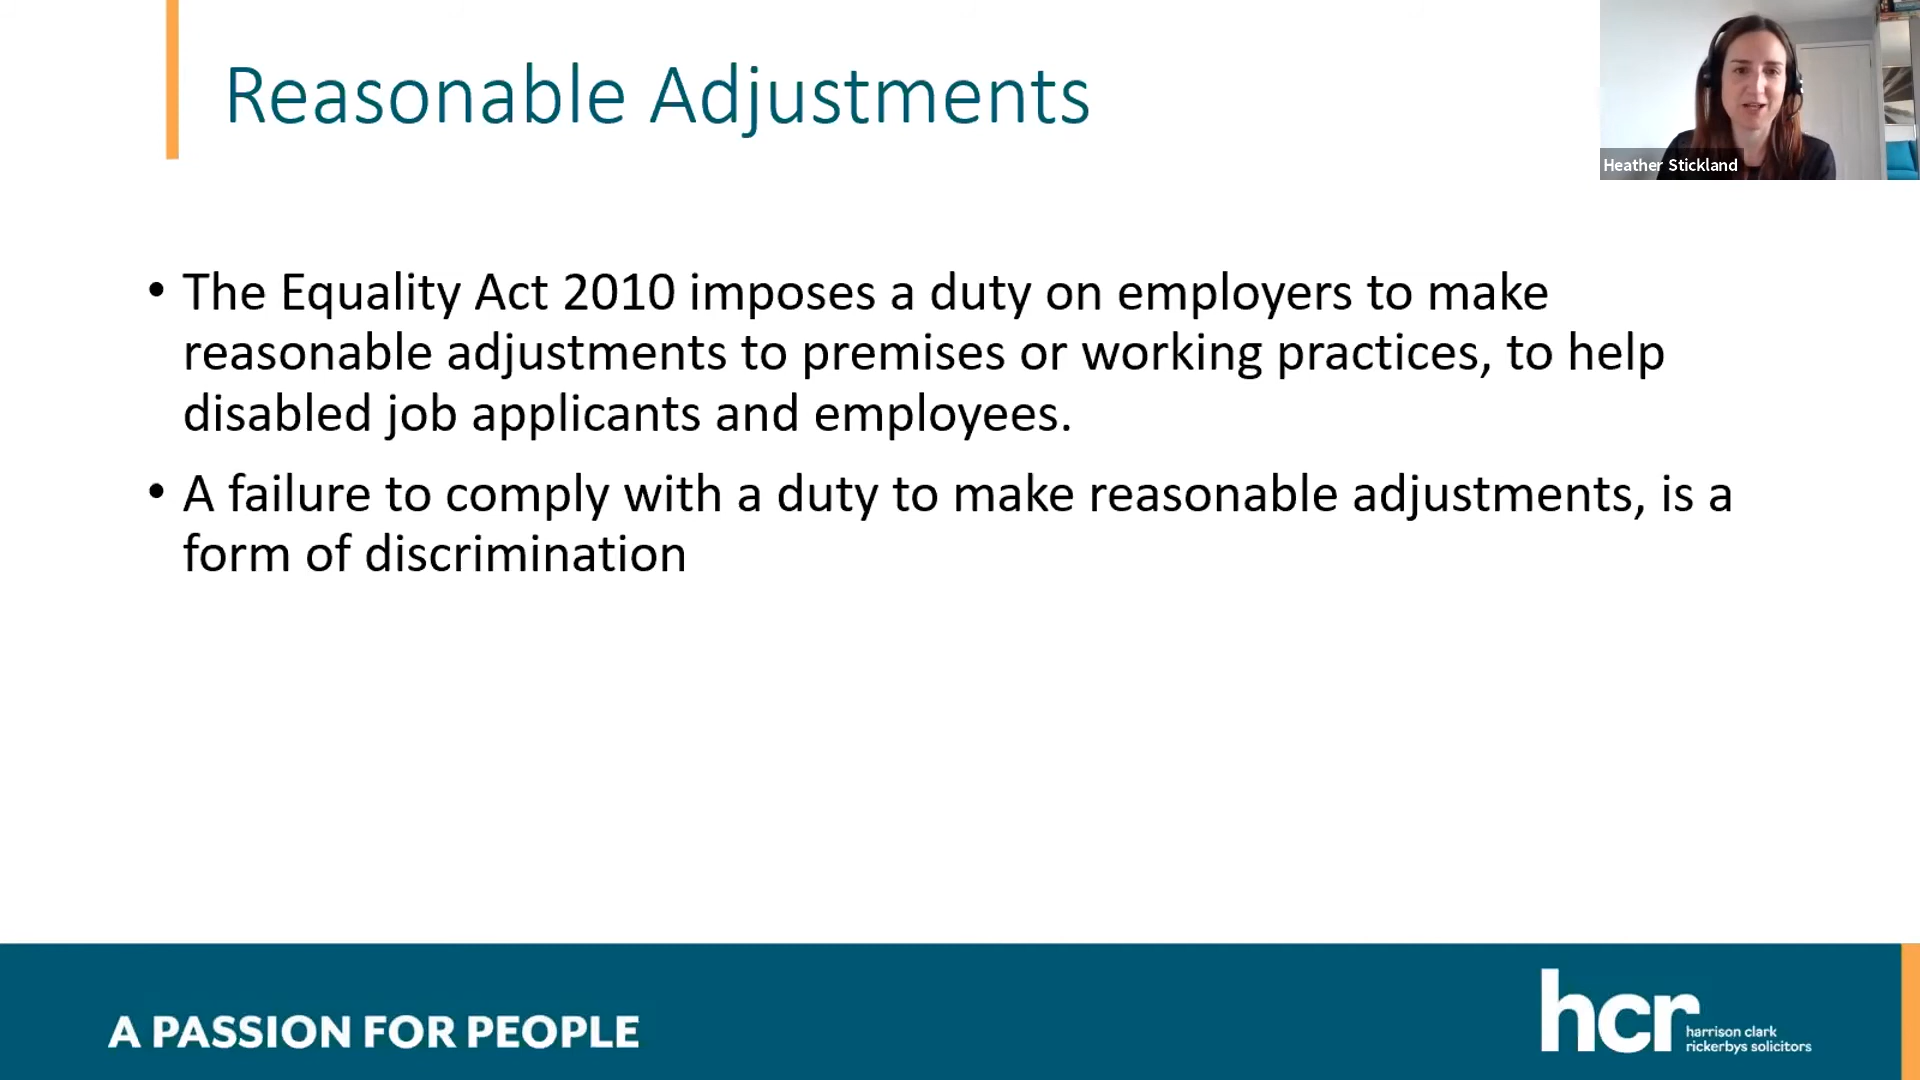 Reasonable Adjustments
Heather Stickland
• The Equality Act 2010 imposes a duty on employers to make
reasonable adjustments to premises or working practices, to help
disabled job applicants and employees.
• A failure to comply with a duty to make reasonable adjustments, is a
form of discrimination
A PASSION FOR PEOPLE
hcr
harrison clark
rickerbys solicitors